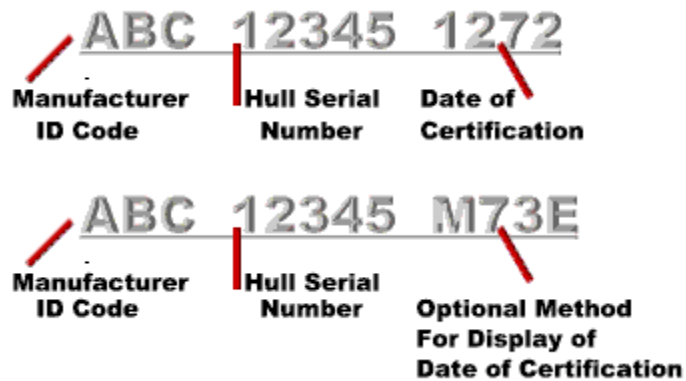 ABC 12345 1272
Manufacturer Hull Serial Date of
ID Code Number Certification
ABC 12345 M73E
Manufacturer Hull Serial
ID Code Number Optional Method
For Display of
Date of Certification